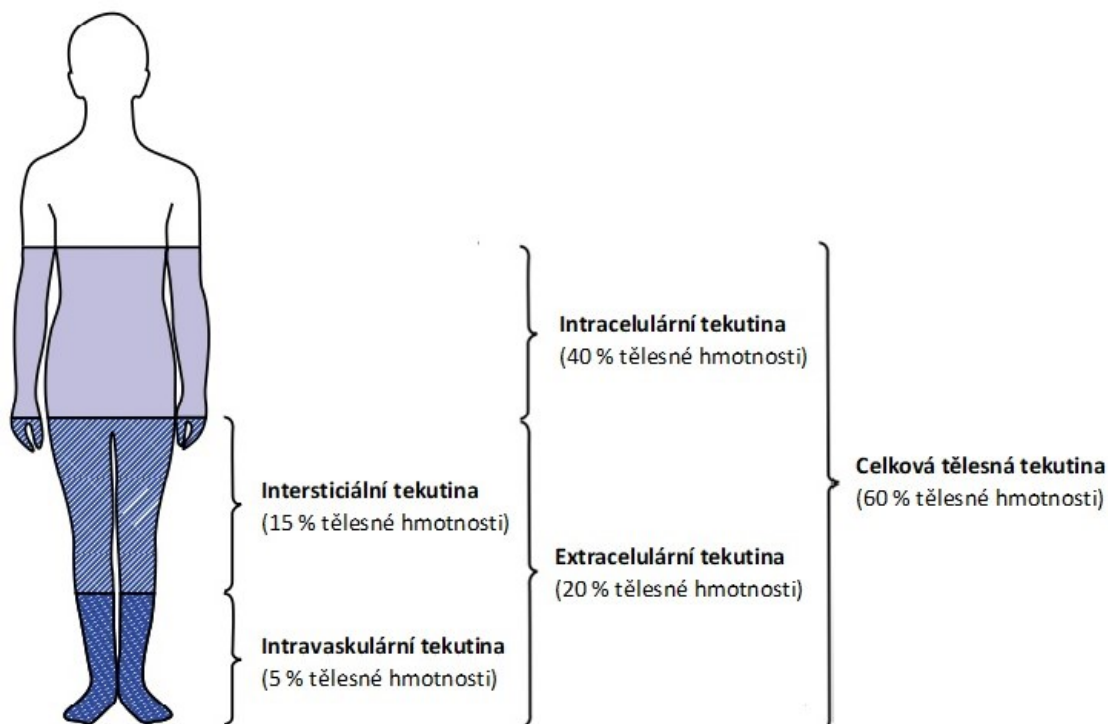 Intracelulární tekutina
(40 % tělesné hmotnosti)
Celková tělesná tekutina
(60 % tělesné hmotnosti)
Intersticiální tekutina
(15 % tělesné hmotnosti)
Extracelulární tekutina
(20 % tělesné hmotnosti)
Intravaskulární tekutina
(5 % tělesné hmotnosti)